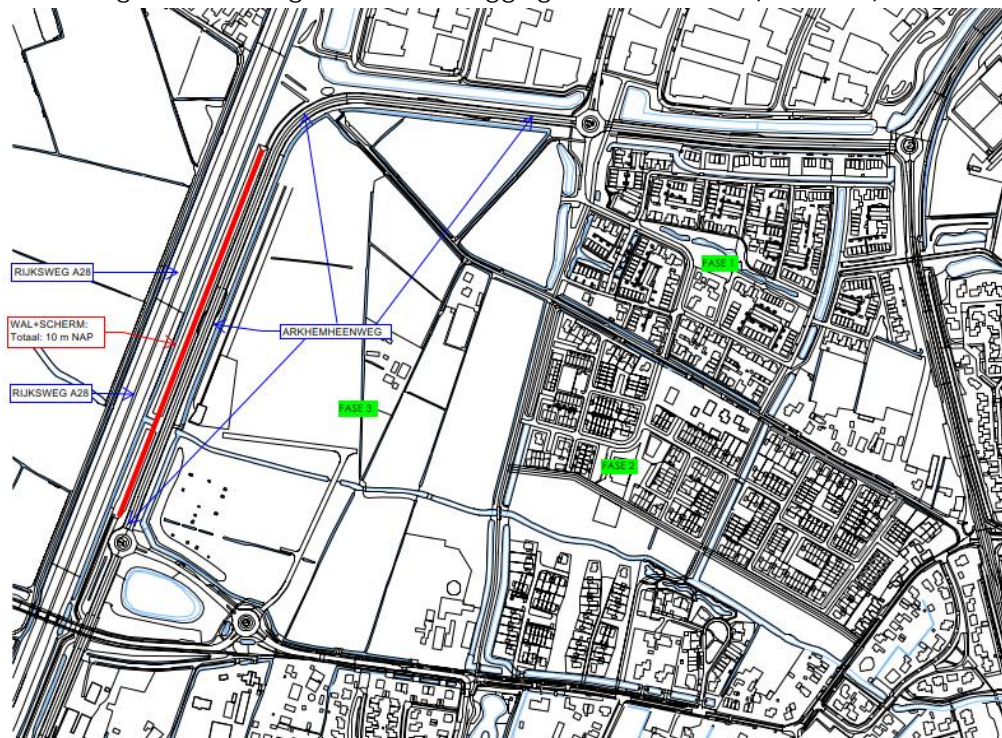 FASE 1
RIJKSWEG A28
WAL+SCHERM:
Totaal: 10 m NAP
ARKHEMHEENWEG
RIJKSWEG A28
FASE 3
FASE 2